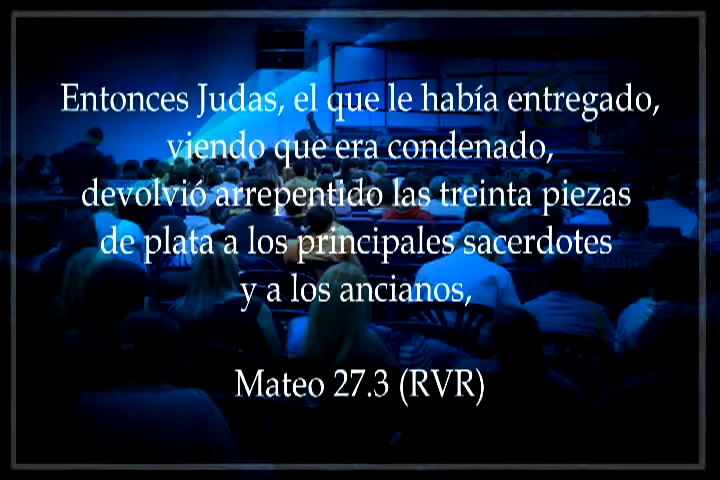 Entonces Judas, el que le había entregado,
viendo que era condenado,
devolvió arrepentido las treinta piezas
de plata a los principales sacerdotes
y a los ancianos,
Mateo 27.3 (RVR)